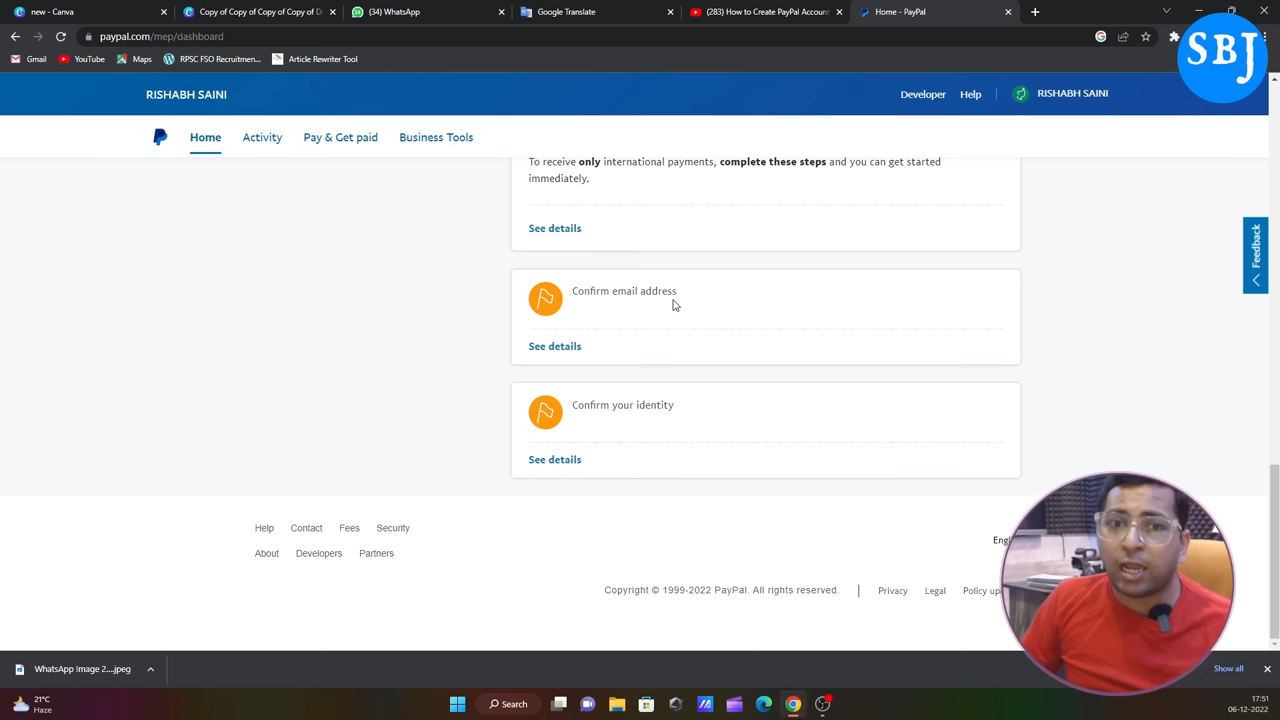 new - Canva
Copy of Copy of Copy of Copy of D
(34) WhatsApp
Google Translate
(283) How to Create PayPal Account
Home - PayPal
paypal.com/mep/dashboard
Gmail
YouTube
Maps
RPSC FSO Recruitmen...
Article Rewriter Tool
SBJ
RISHABH SAINI
Developer
Help
RISHABH SAINI
Home
Activity
Pay & Get paid
Business Tools
To receive only international payments, complete these steps and you can get started
immediately.
See details
Feedback
Confirm email address
See details
Confirm your identity
See details
Help
Contact
Fees
Security
About
Developers
Partners
Copyright © 1999-2022 PayPal. All rights reserved.
Privacy
Legal
WhatsApp Image 2....jpeg
Show all
21°C
Haze
Search
17:51
06-12-2022